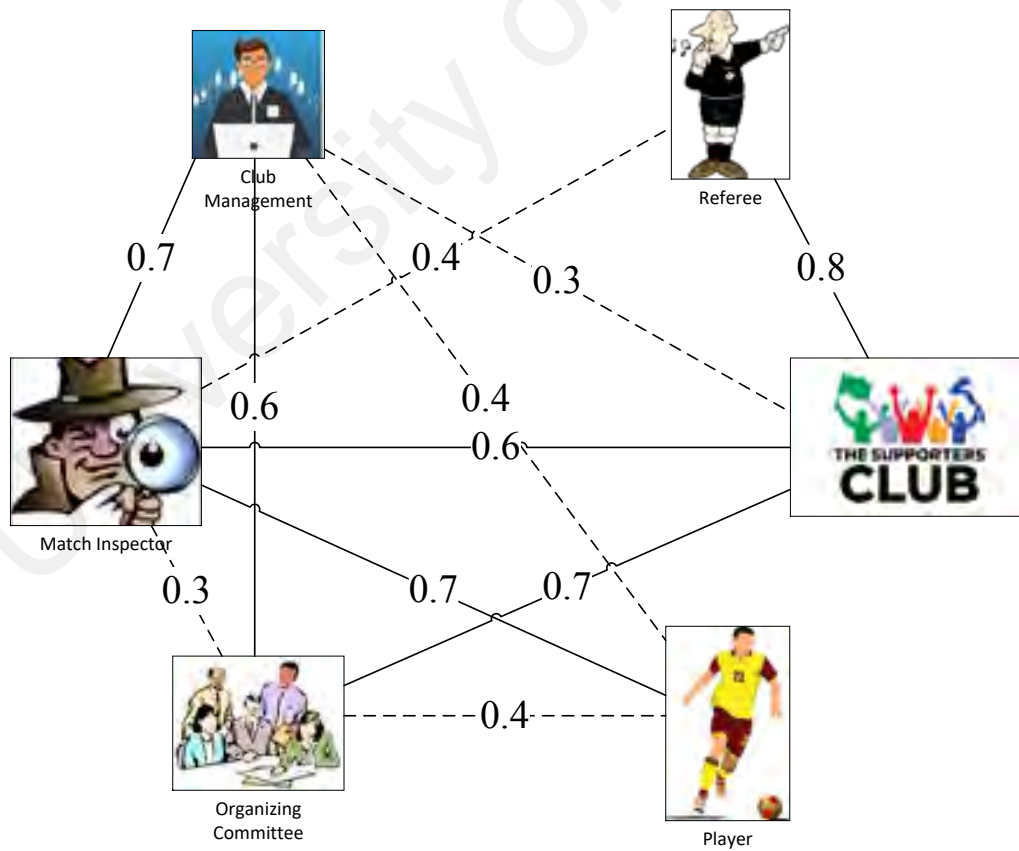 Club
Management
Referee
0.7
0.4
0.3
0.8
0.6
0.4
0.6
THE SUPPORTERS'
CLUB
Match Inspector
0.3
0.7
0.7
22
0.4
Organizing
Committee
Player